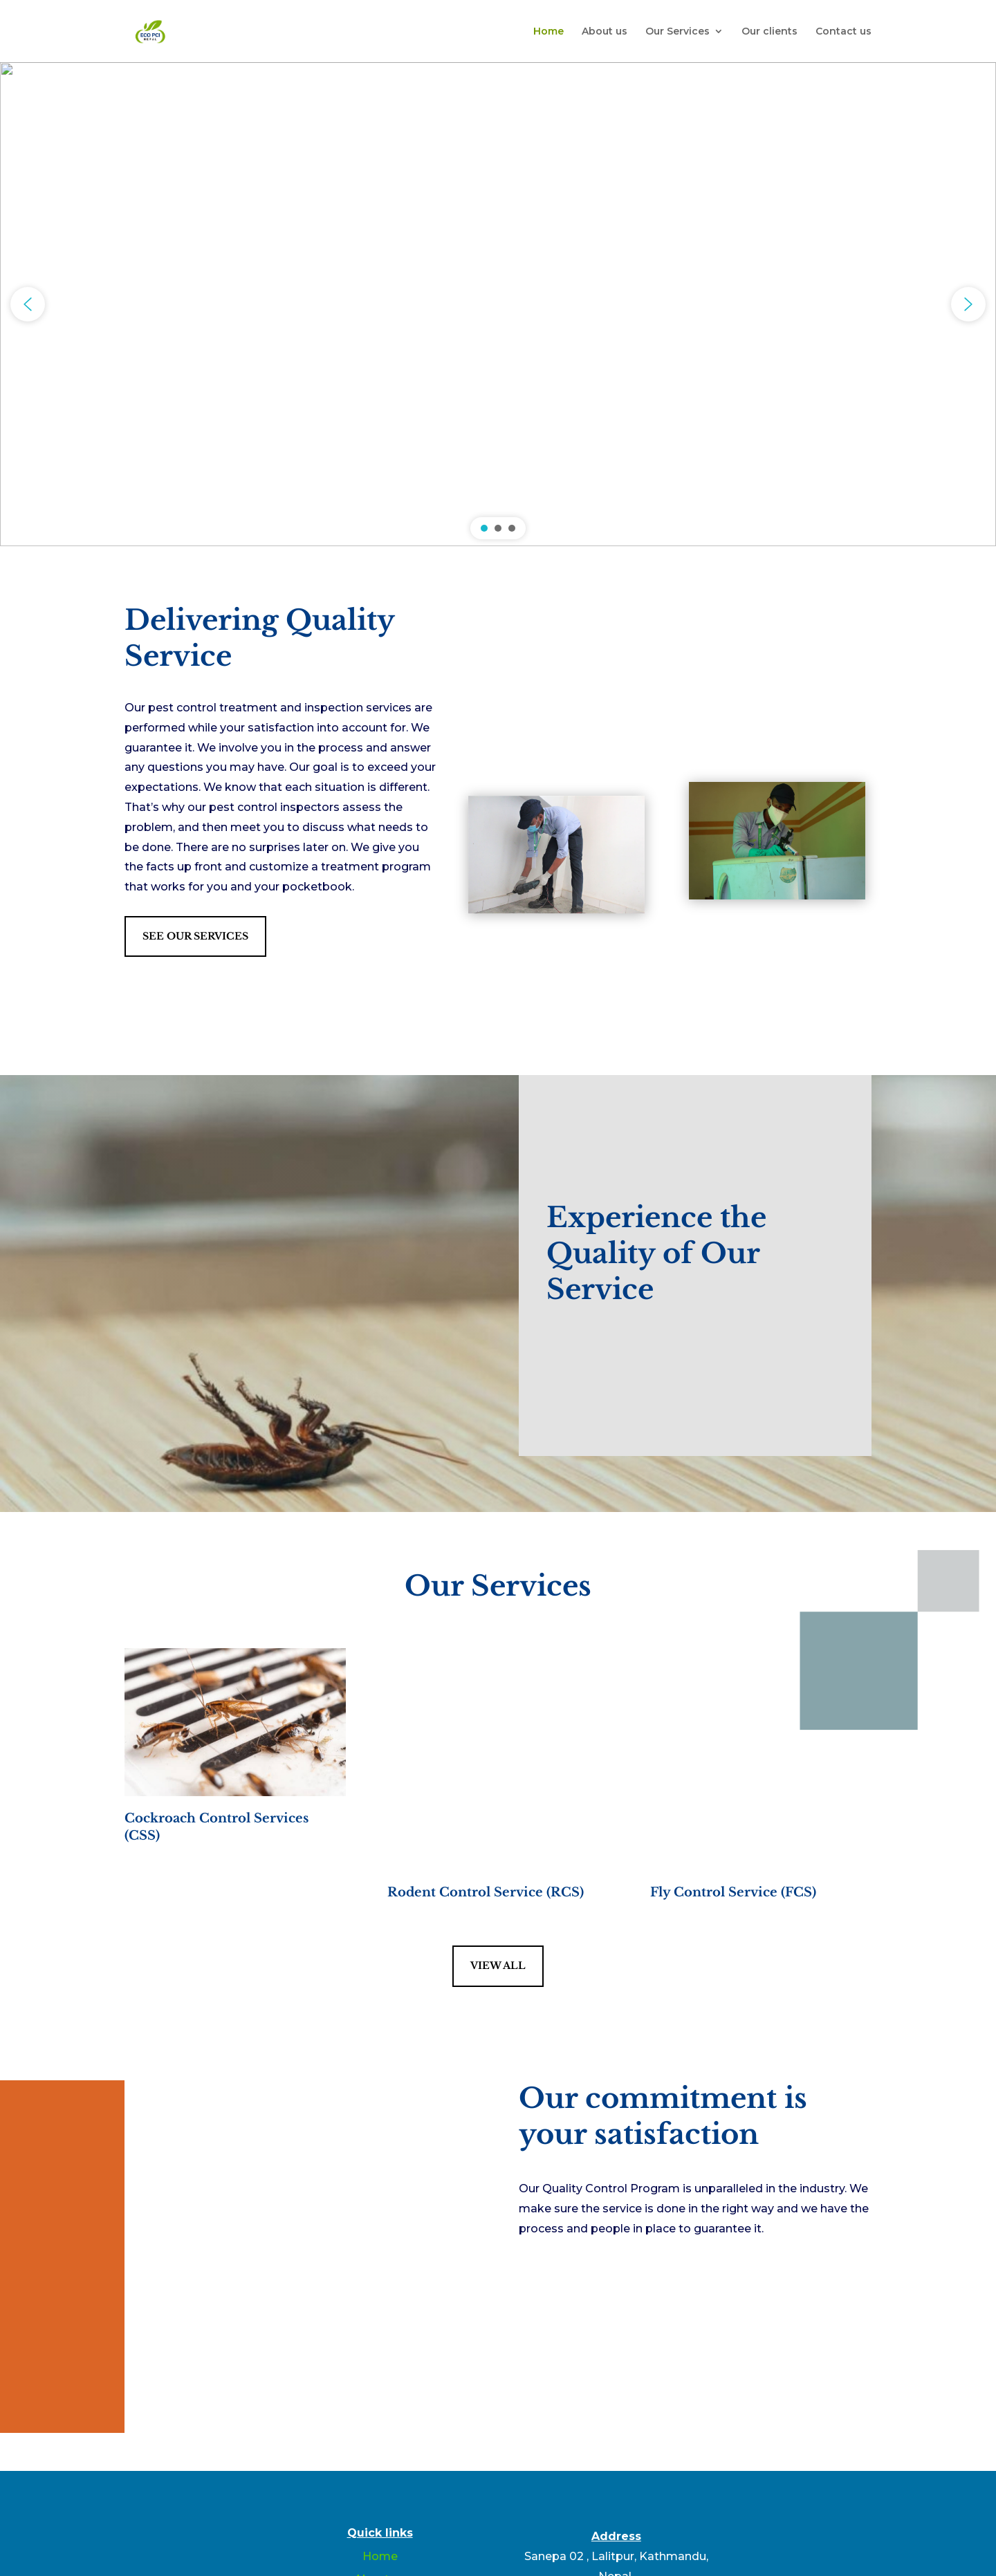 ECO PCI
NEPAL
Home
About us
Our Services
Our clients
Contact us
Delivering Quality
Service
Our pest control treatment and inspection services are
performed while your satisfaction into account for. We
guarantee it. We involve you in the process and answer
any questions you may have. Our goal is to exceed your
expectations. We know that each situation is different.
That’s why our pest control inspectors assess the
problem, and then meet you to discuss what needs to
be done. There are no surprises later on. We give you
the facts up front and customize a treatment program
that works for you and your pocketbook.
SEE OUR SERVICES
Experience the
Quality of Our
Service
Our Services
Cockroach Control Services
(CSS)
Rodent Control Service (RCS)
Fly Control Service (FCS)
VIEW ALL
Our commitment is
your satisfaction
Our Quality Control Program is unparalleled in the industry. We
make sure the service is done in the right way and we have the
process and people in place to guarantee it.
Quick links
Home
Address
Sanepa 02 , Lalitpur, Kathmandu,
Nepal